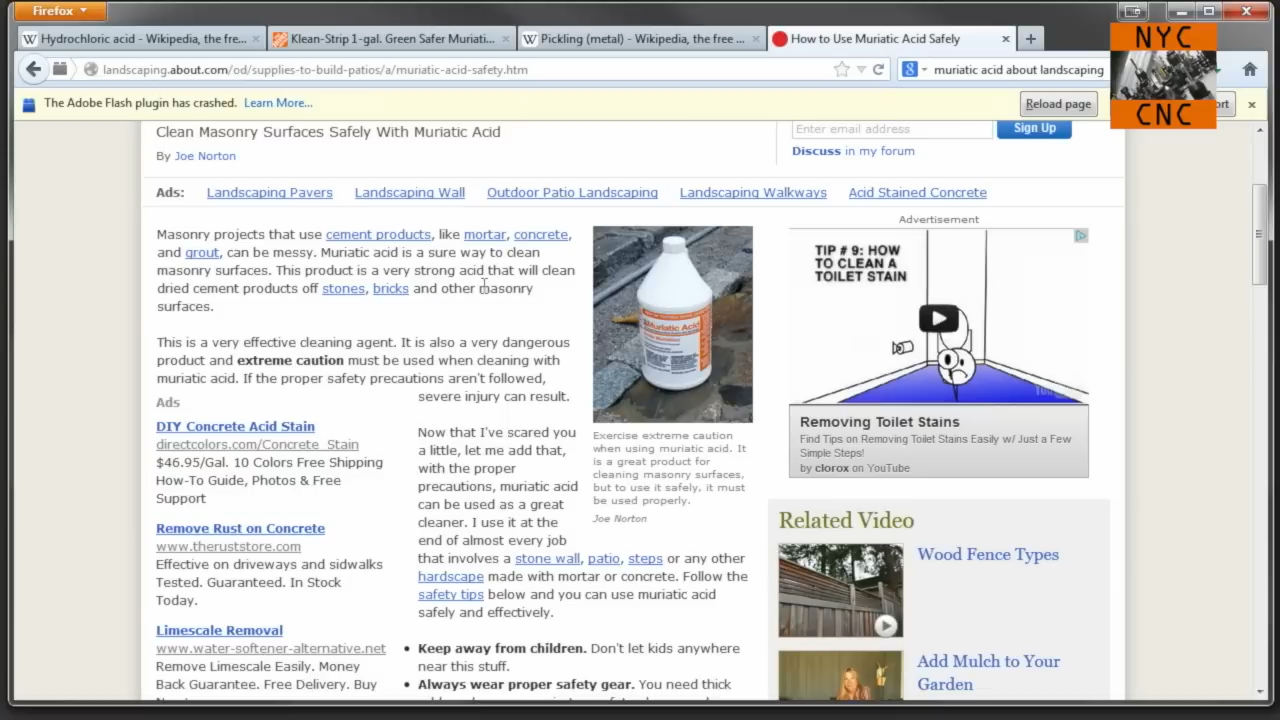 Firefox
Hydrochloric acid - Wikipedia, the fre...
Klean-Strip 1-gal. Green Safer Muriati...
Pickling (metal) - Wikipedia, the free ...
How to Use Muriatic Acid Safely
landscaping.about.com/od/supplies-to-build-patios/a/muriatic-acid-safety.htm
muriatic acid about landscaping
NYC
CNC
The Adobe Flash plugin has crashed. Learn More...
Reload page
ort
Clean Masonry Surfaces Safely With Muriatic Acid
By Joe Norton
Enter email address
Sign Up
Discuss in my forum
Ads: Landscaping Pavers Landscaping Wall Outdoor Patio Landscaping Landscaping Walkways Acid Stained Concrete
Masonry projects that use cement products, like mortar, concrete,
and grout, can be messy. Muriatic acid is a sure way to clean
masonry surfaces. This product is a very strong acid that will clean
dried cement products off stones, bricks and other masonry
surfaces.
This is a very effective cleaning agent. It is also a very dangerous
product and extreme caution must be used when cleaning with
muriatic acid. If the proper safety precautions aren't followed,
severe injury can result.
Ads
DIY Concrete Acid Stain
directcolors.com/Concrete_Stain
$46.95/Gal. 10 Colors Free Shipping
How-To Guide, Photos & Free
Support
Remove Rust on Concrete
www.theruststore.com
Effective on driveways and sidwalks
Tested. Guaranteed. In Stock
Today.
Limescale Removal
www.water-softener-alternative.net
Remove Limescale Easily. Money
Back Guarantee. Free Delivery. Buy
Now that I've scared you
a little, let me add that,
with the proper
precautions, muriatic acid
can be used as a great
cleaner. I use it at the
end of almost every job
that involves a stone wall, patio, steps or any other
hardscape made with mortar or concrete. Follow the
safety tips below and you can use muriatic acid
safely and effectively.
• Keep away from children. Don't let kids anywhere
near this stuff.
• Always wear proper safety gear. You need thick
Muriatic Acid
Exercise extreme caution
when using muriatic acid. It
is a great product for
cleaning masonry surfaces,
but to use it safely, it must
be used properly.
Joe Norton
Advertisement
TIP # 9: HOW
TO CLEAN A
TOILET STAIN
Removing Toilet Stains
Find Tips on Removing Toilet Stains Easily w/ Just a Few
Simple Steps!
by clorox on YouTube
Related Video
Wood Fence Types
Add Mulch to Your
Garden